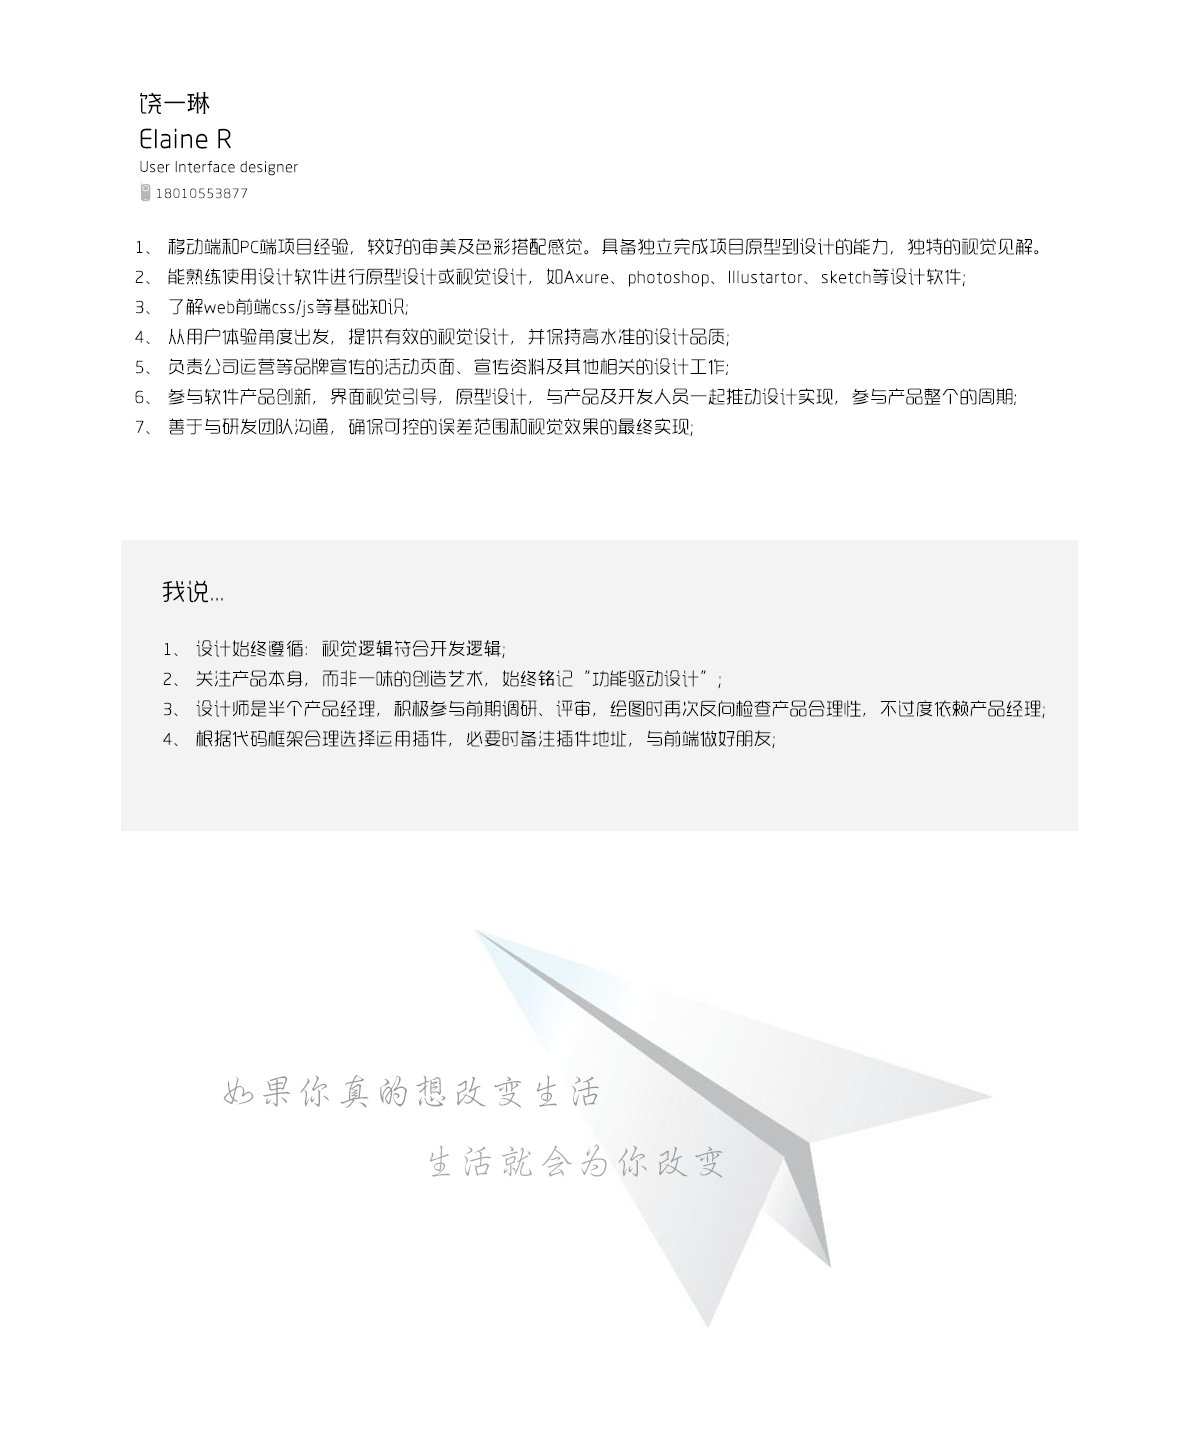 饶一琳
Elaine R
User Interface designer
18010553877
1、 移动端和PC端项目经验，较好的审美及色彩搭配感觉。具备独立完成项目原型到设计的能力，独特的视觉见解。
2、 能熟练使用设计软件进行原型设计或视觉设计，如Axure、photoshop、Illustartor、sketch等设计软件;
3、 了解web前端css/js等基础知识;
4、 从用户体验角度出发，提供有效的视觉设计，并保持高水准的设计品质;
5、 负责公司运营等品牌宣传的活动页面、宣传资料及其他相关的设计工作;
6、 参与软件产品创新，界面视觉引导，原型设计，与产品及开发人员一起推动设计实现，参与产品整个的周期;
7、 善于与研发团队沟通，确保可控的误差范围和视觉效果的最终实现;
我说...
1、 设计始终遵循：视觉逻辑符合开发逻辑;
2、 关注产品本身，而非一味的创造艺术，始终铭记“功能驱动设计”;
3、 设计师是半个产品经理，积极参与前期调研、评审，绘图时再次反向检查产品合理性，不过度依赖产品经理;
4、 根据代码框架合理选择运用插件，必要时备注插件地址，与前端做好朋友;
如果你真的想改变生活
生活就会为你改变